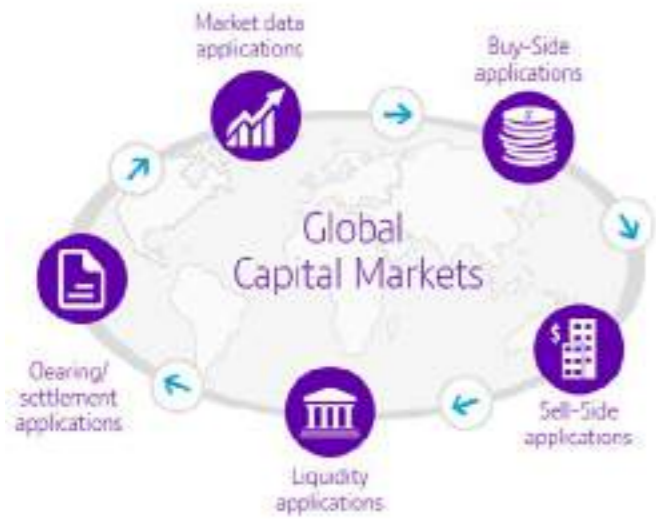 Market data
applications
Buy-Side
applications
Global
Capital Markets
$
Sell-Side
applications
Liquidity
applications
Clearing/
settlement
applications